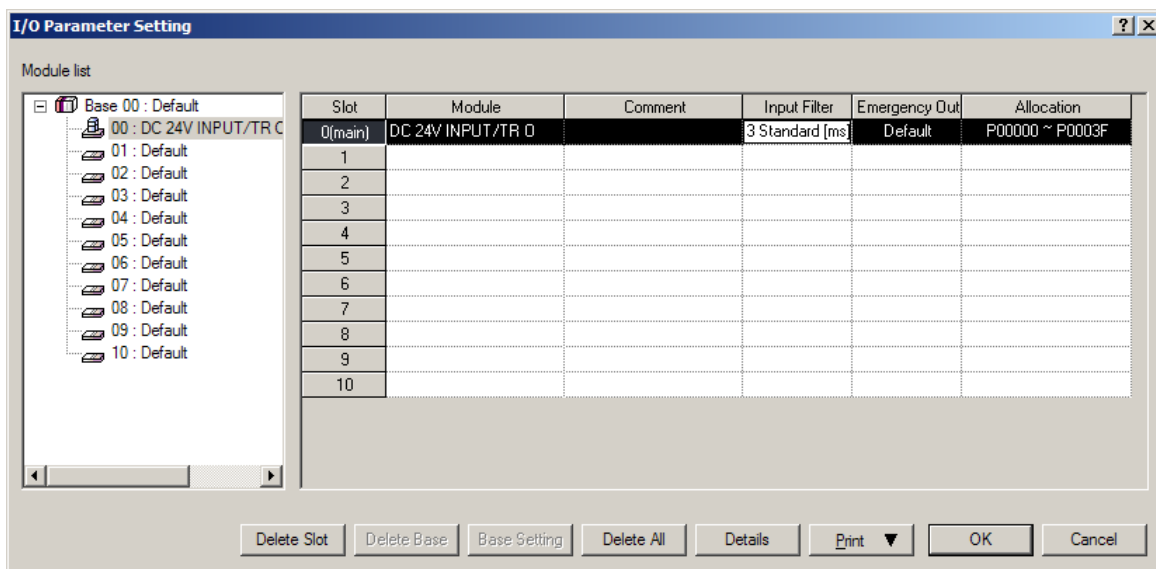 I/O Parameter Setting
Module list
Base 00 : Default
00 : DC 24V INPUT/TR C
01 : Default
02 : Default
03 : Default
04 : Default
05 : Default
06 : Default
07 : Default
08 : Default
09 : Default
10 : Default
Slot Module Comment Input Filter Emergency Out Allocation
0(main) DC 24V INPUT/TR O 3 Standard [ms] Default P00000 ~ P0003F
1
2
3
4
5
6
7
8
9
10
Delete Slot Delete Base Base Setting Delete All Details Print ▼ OK Cancel